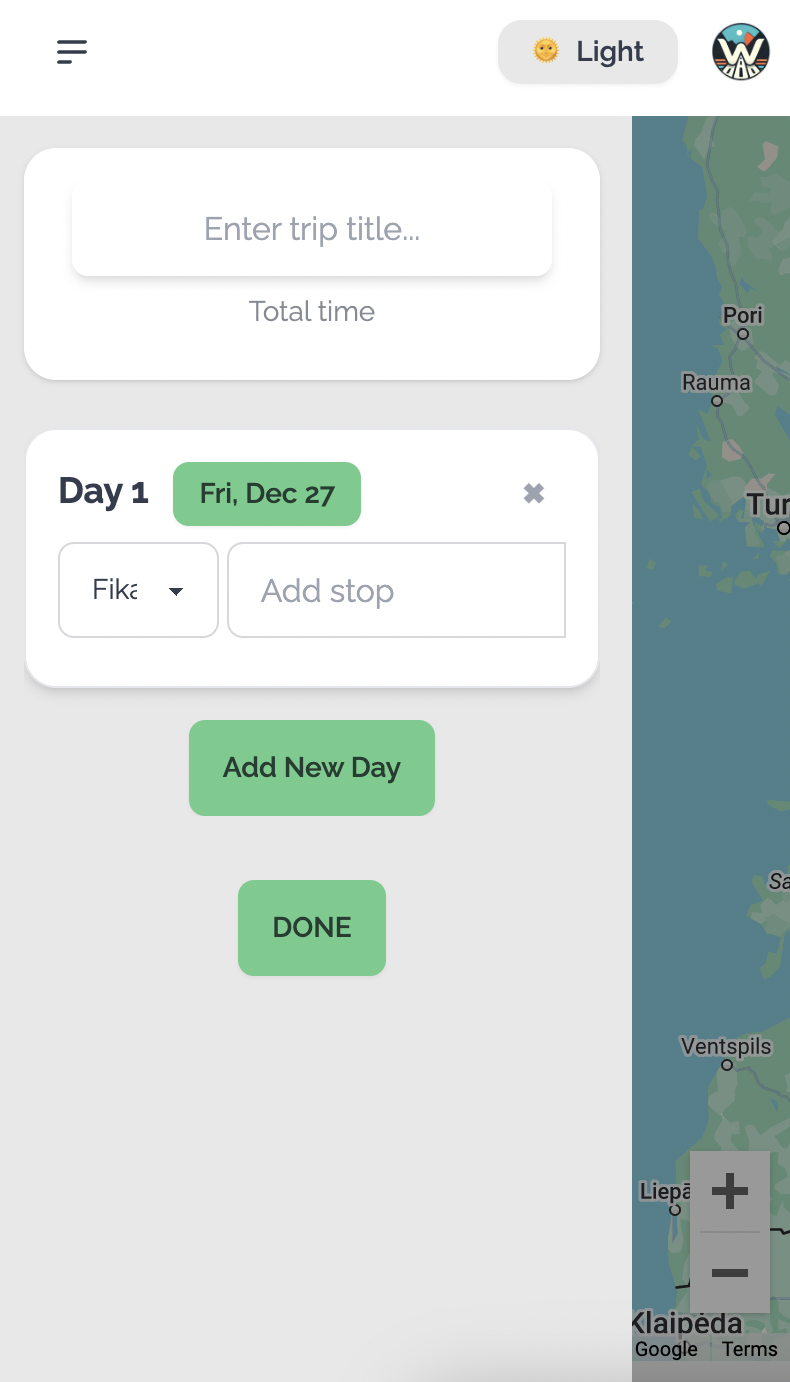 Light
W
Enter trip title...
Total time
Day 1 Fri, Dec 27 ✖
Fika Add stop
Add New Day
DONE
Pori
Rauma
Tur
Sa
Ventspils
Liepā
Klaipėda
Google Terms